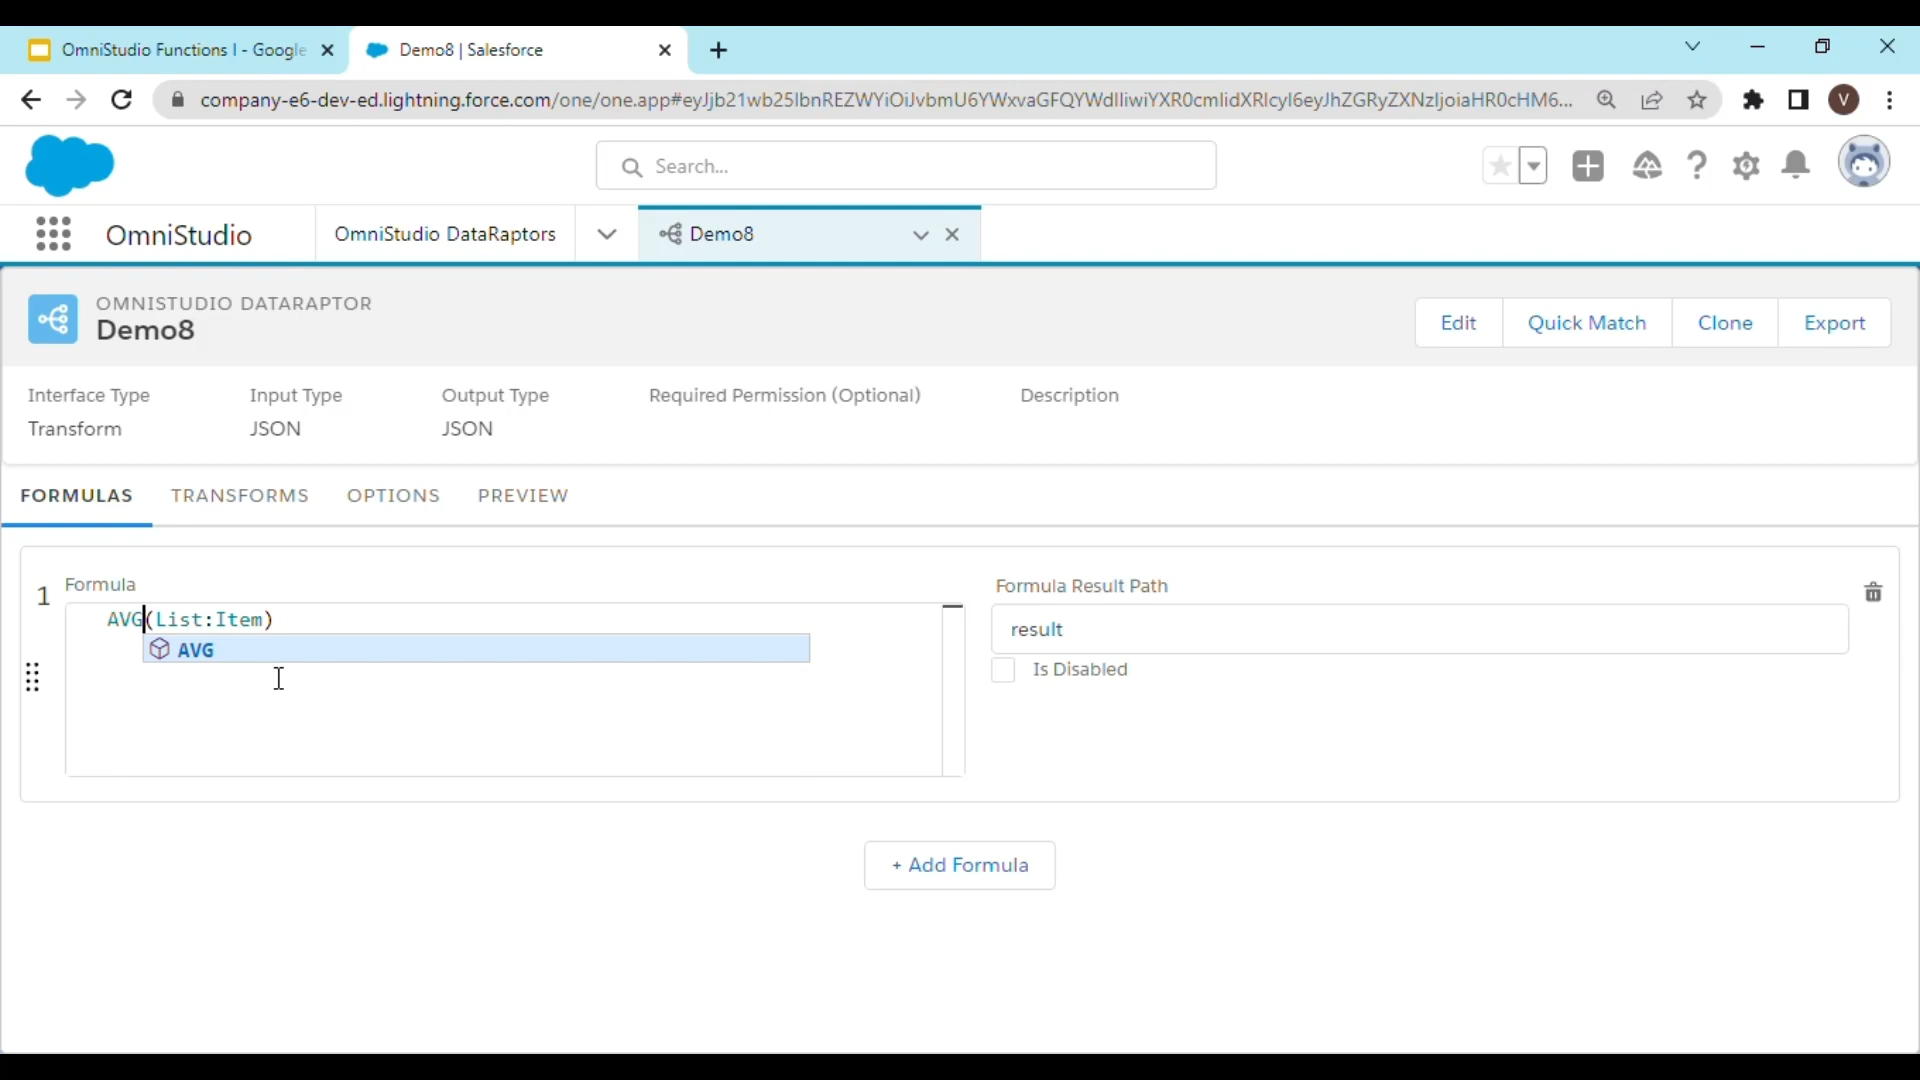 OmniStudio Functions I - Google
Demo8 | Salesforce
company-e6-dev-ed.lightning.force.com/one/one.app#eyJjb21wb25lbnREZWYiOiJvbmU6YWxvaGFQYWdlIiwiYXR0cmlidXRlcyI6eyJhZGRyZXNzIjoiaHR0cHM6...
V
Search...
OmniStudio
OmniStudio DataRaptors
Demo8
OMNISTUDIO DATARAPTOR
Demo8
Edit
Quick Match
Clone
Export
Interface Type
Input Type
Output Type
Required Permission (Optional)
Description
Transform
JSON
JSON
FORMULAS
TRANSFORMS
OPTIONS
PREVIEW
1
Formula
AVG(List:Item)
AVG
Formula Result Path
result
Is Disabled
+ Add Formula